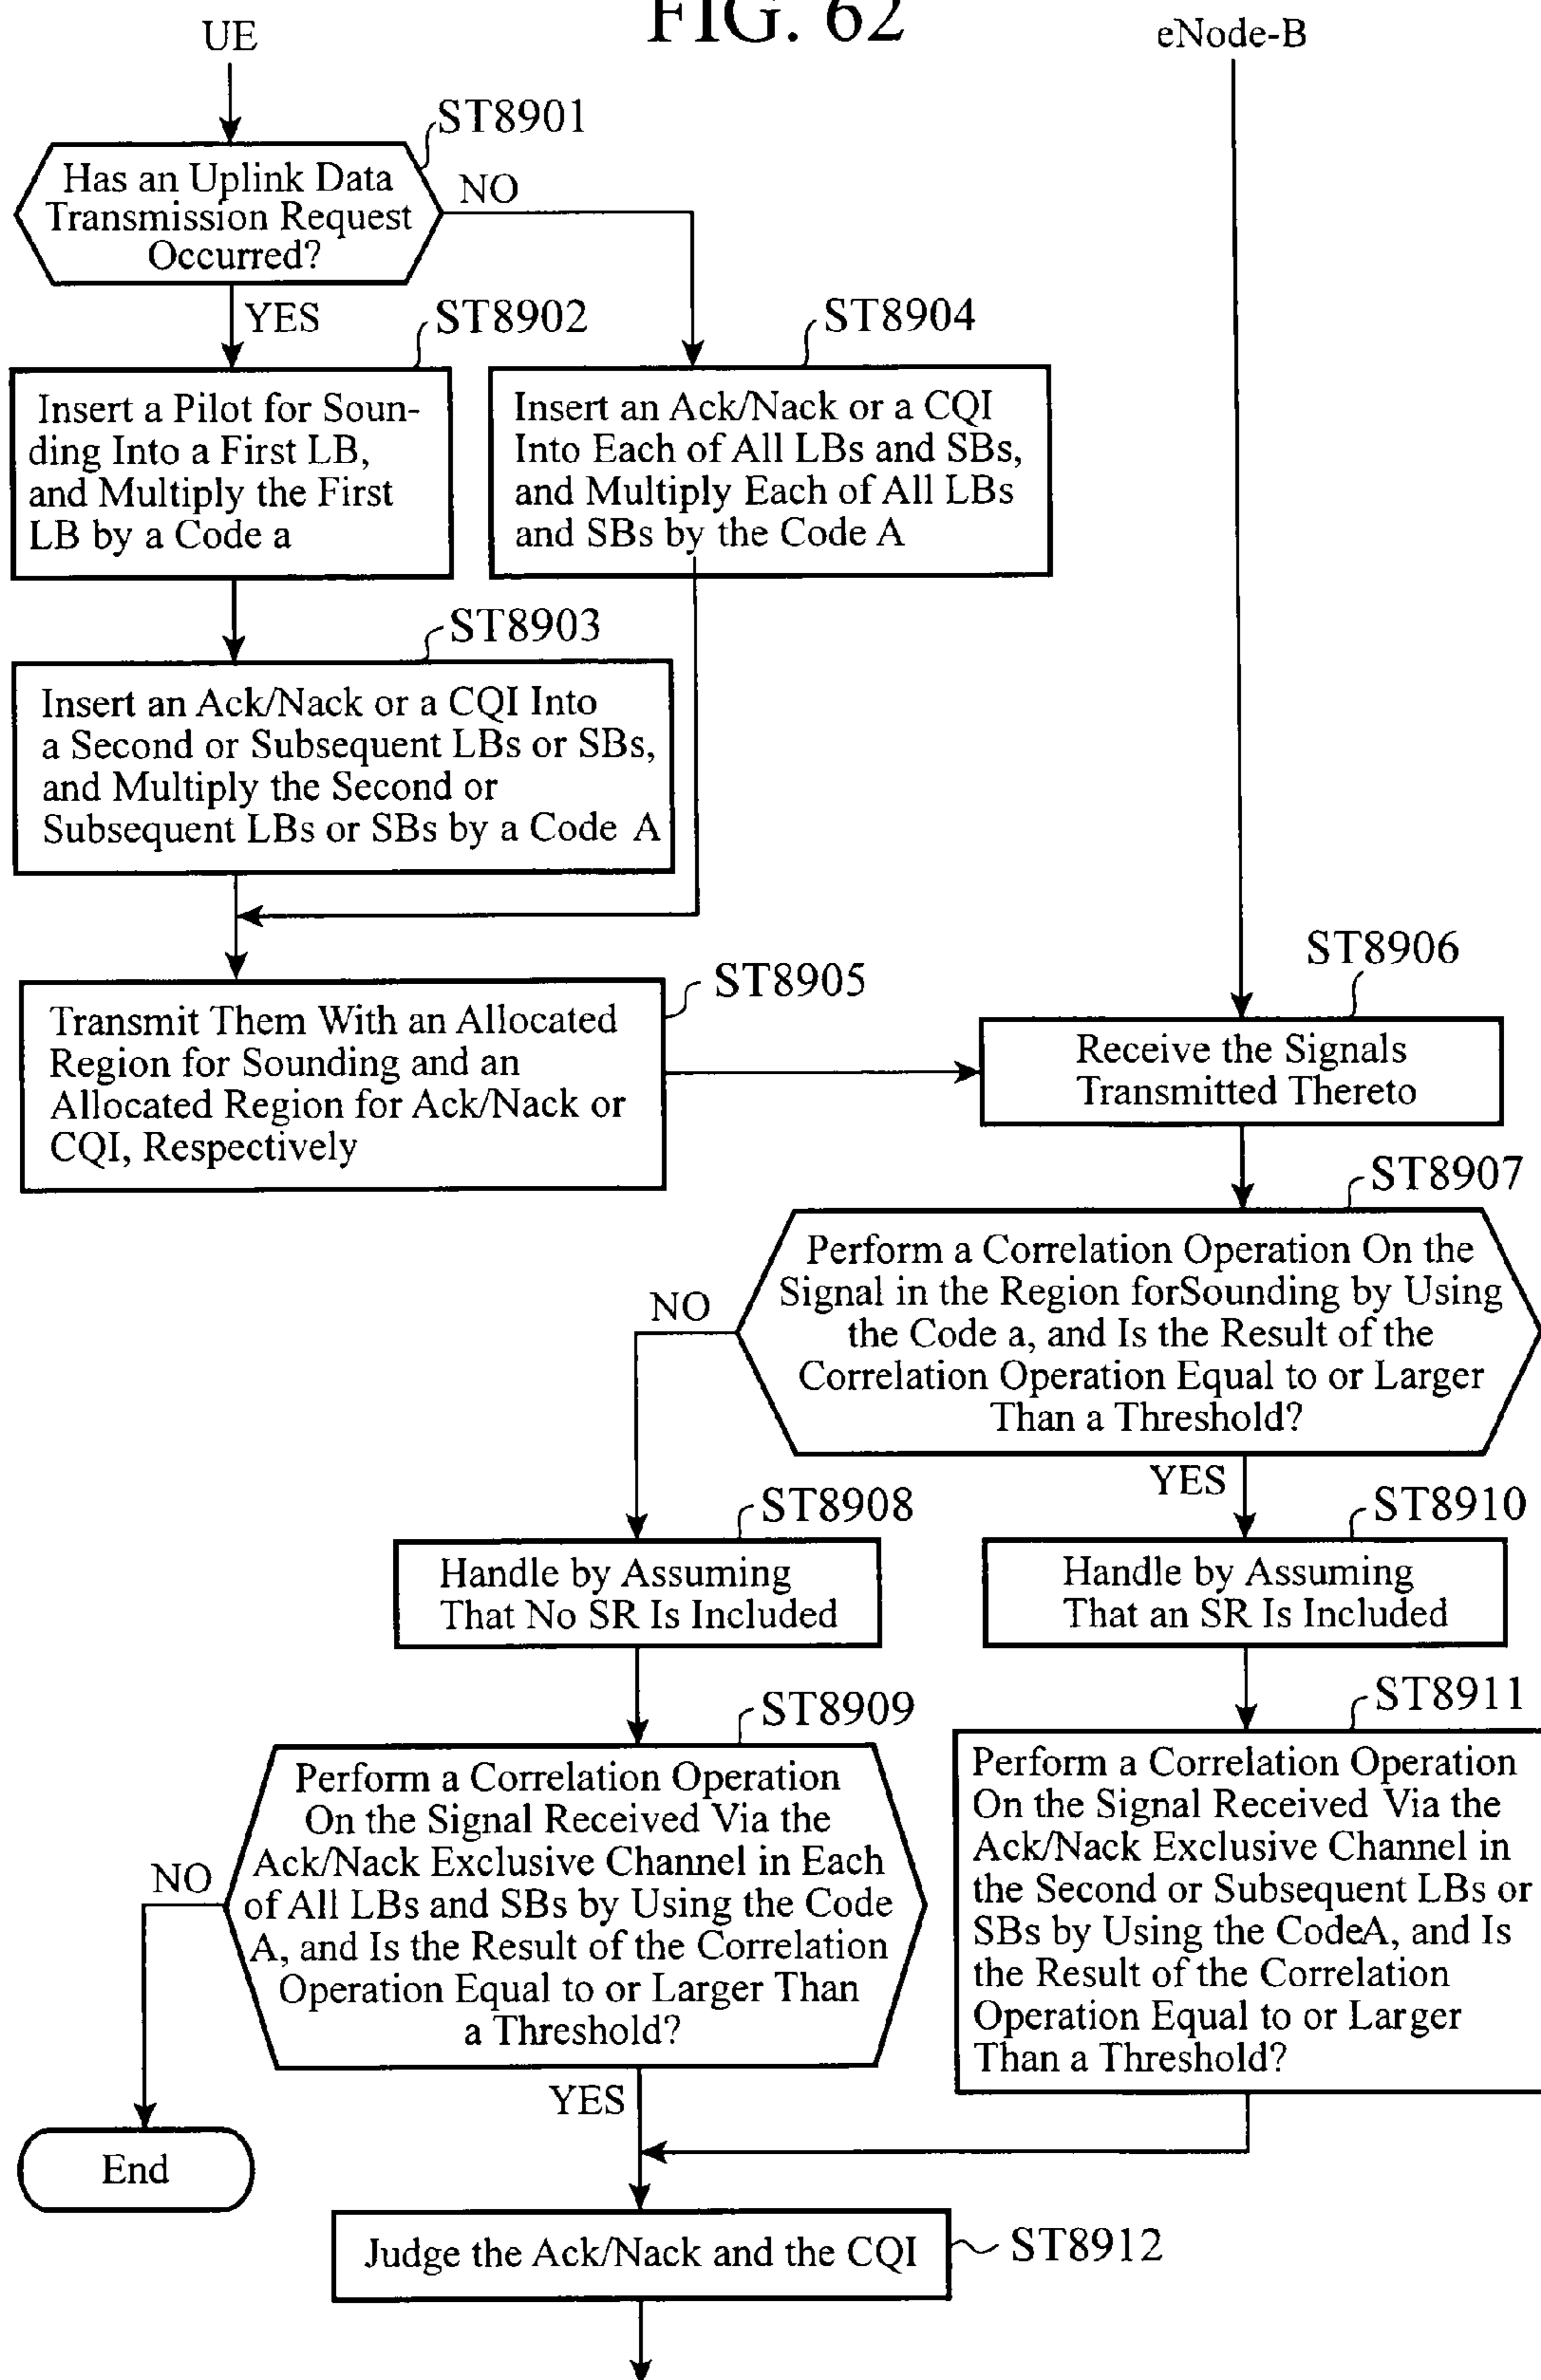 FIG. 62
UE
eNode-B
ST8901
Has an Uplink Data
Transmission Request
Occurred?
NO
YES
ST8902
Insert a Pilot for Soun-
ding Into a First LB,
and Multiply the First
LB by a Code a
ST8904
Insert an Ack/Nack or a CQI
Into Each of All LBs and SBs,
and Multiply Each of All LBs
and SBs by the Code A
ST8903
Insert an Ack/Nack or a CQI Into
a Second or Subsequent LBs or SBs,
and Multiply the Second or
Subsequent LBs or SBs by a Code A
ST8905
Transmit Them With an Allocated
Region for Sounding and an
Allocated Region for Ack/Nack or
CQI, Respectively
ST8906
Receive the Signals
Transmitted Thereto
ST8907
Perform a Correlation Operation On the
Signal in the Region forSounding by Using
the Code a, and Is the Result of the
Correlation Operation Equal to or Larger
Than a Threshold?
NO
YES
ST8908
Handle by Assuming
That No SR Is Included
ST8910
Handle by Assuming
That an SR Is Included
ST8909
Perform a Correlation Operation
On the Signal Received Via the
Ack/Nack Exclusive Channel in Each
of All LBs and SBs by Using the Code
A, and Is the Result of the Correlation
Operation Equal to or Larger Than
a Threshold?
NO
YES
ST8911
Perform a Correlation Operation
On the Signal Received Via the
Ack/Nack Exclusive Channel in
the Second or Subsequent LBs or
SBs by Using the CodeA, and Is
the Result of the Correlation
Operation Equal to or Larger
Than a Threshold?
End
Judge the Ack/Nack and the CQI
ST8912